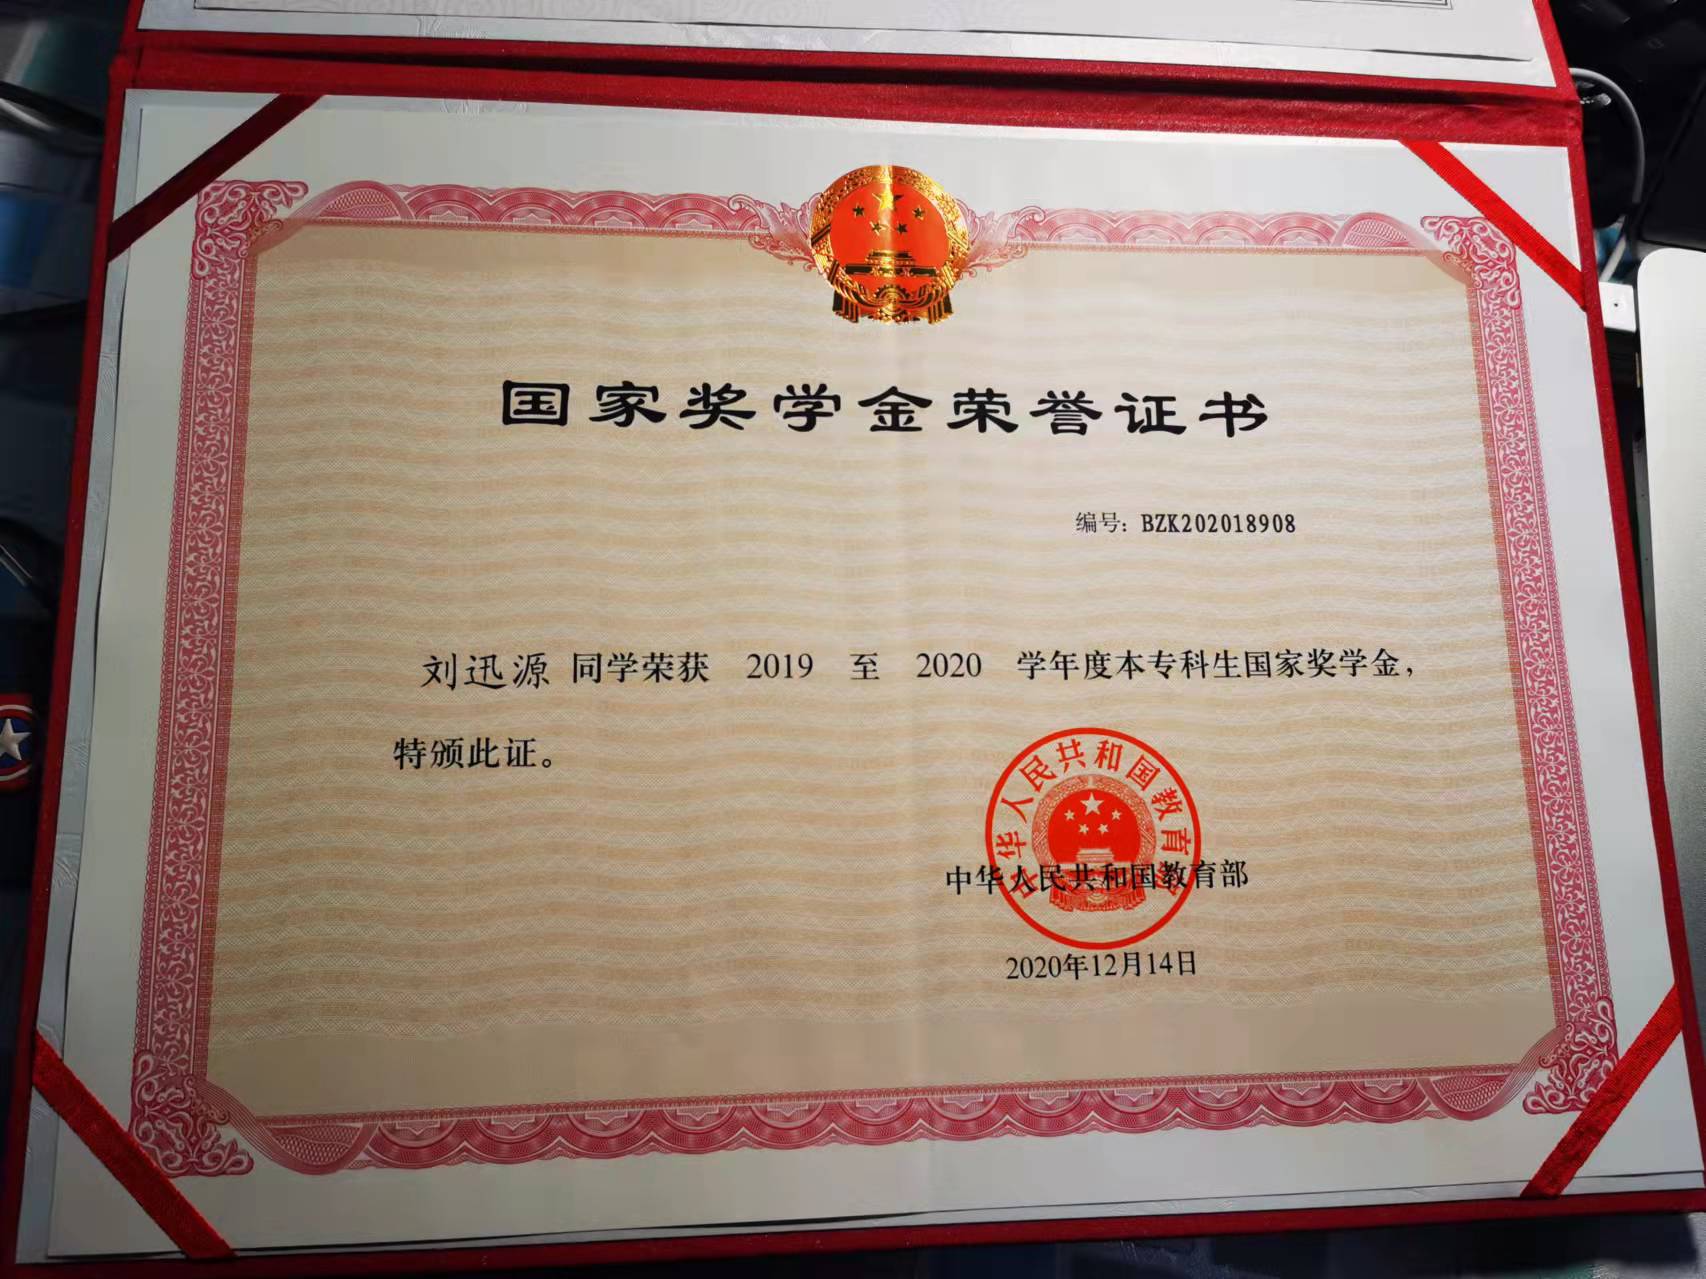 国家奖学金荣誉证书
编号：BZK202018908
刘迅源 同学荣获 2019 至 2020 学年度本专科生国家奖学金，
特颁此证。
中华人民共和国教育部
中华人民共和国教育部
2020年12月14日